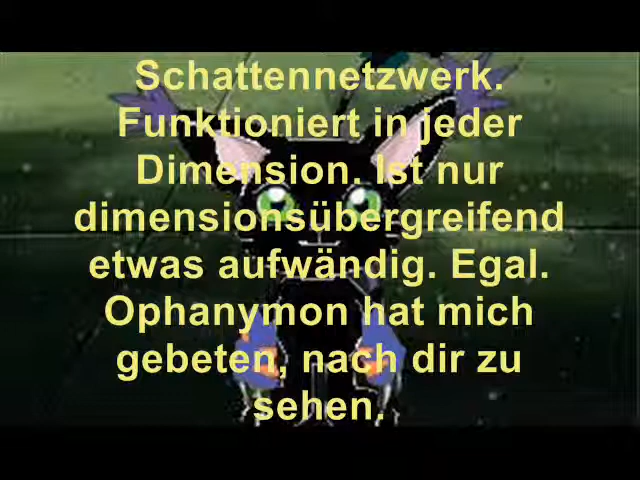 Schattennetzwerk.
Funktioniert in jeder
Dimension. Ist nur
dimensionsübergreifend
etwas aufwändig. Egal.
Ophanymon hat mich
gebeten, nach dir zu
sehen.